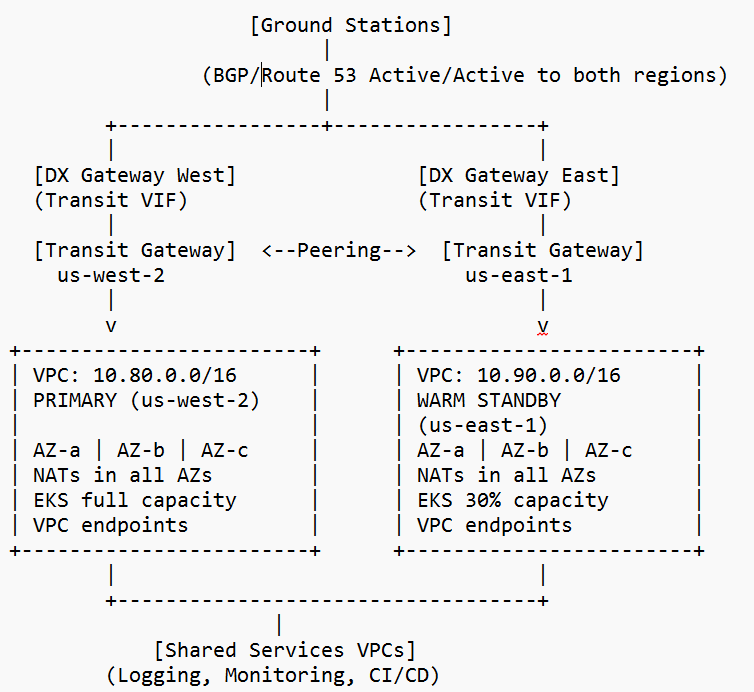 [Ground Stations]
|
(BGP/Route 53 Active/Active to both regions)
|
+-----------------+-----------------+
| |
[DX Gateway West] [DX Gateway East]
(Transit VIF) (Transit VIF)
| |
[Transit Gateway] <--Peering--> [Transit Gateway]
us-west-2 us-east-1
| |
v v
+------------------------+ +------------------------+
| VPC: 10.80.0.0/16 | | VPC: 10.90.0.0/16 |
| PRIMARY (us-west-2) | | WARM STANDBY |
| | | (us-east-1) |
| AZ-a | AZ-b | AZ-c | | AZ-a | AZ-b | AZ-c |
| NATs in all AZs | | NATs in all AZs |
| EKS full capacity | | EKS 30% capacity |
| VPC endpoints | | VPC endpoints |
+------------------------+ +------------------------+
| |
+-----------------------------------+
|
[Shared Services VPCs]
(Logging, Monitoring, CI/CD)